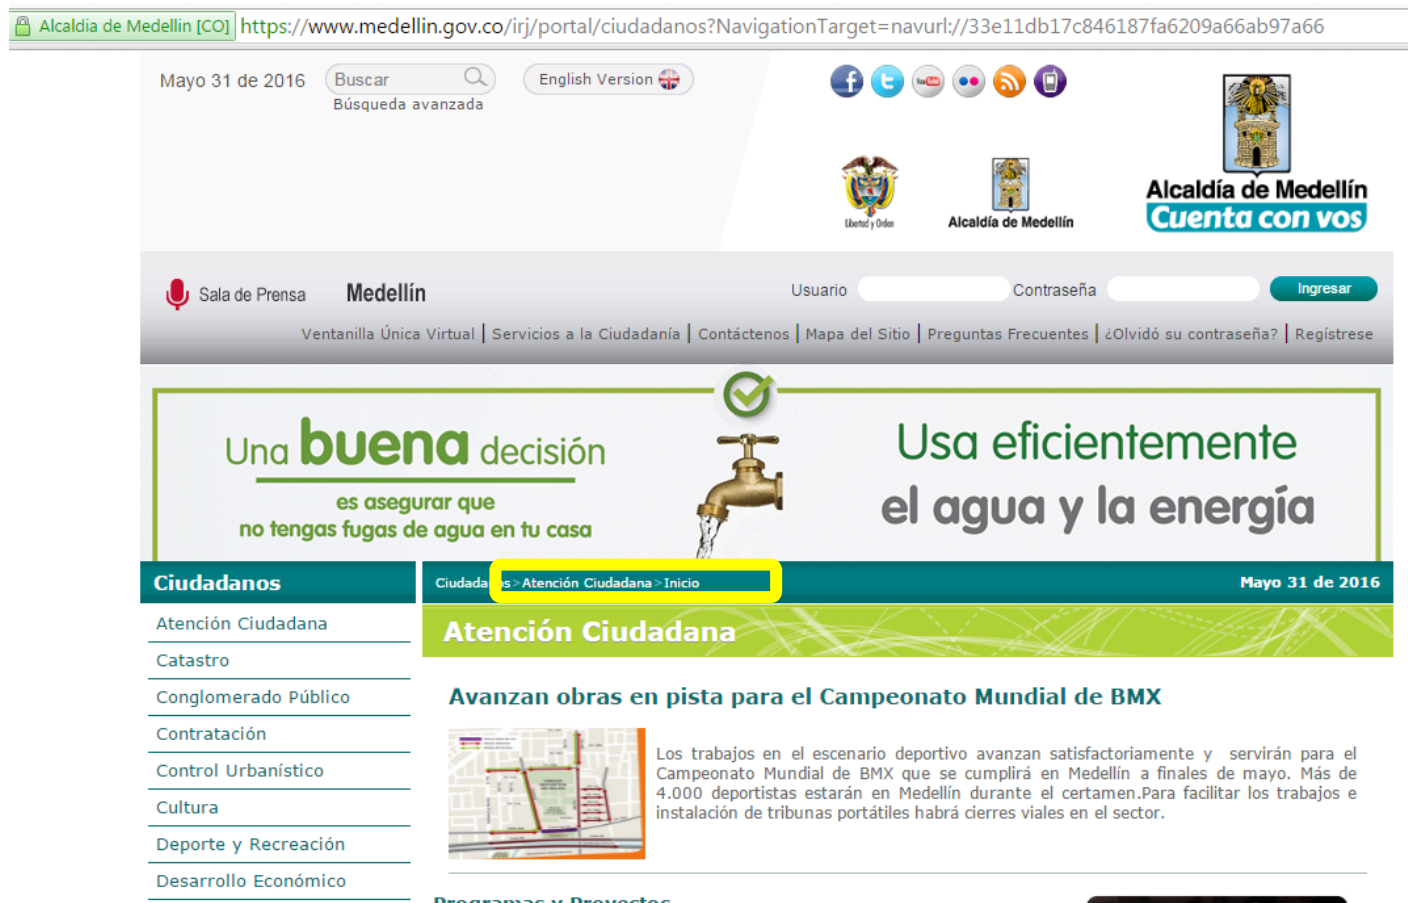 Alcaldia de Medellin [CO] https://www.medellin.gov.co/irj/portal/ciudadanos?NavigationTarget=navurl://33e11db17c846187fa6209a66ab97a66
Mayo 31 de 2016 Buscar English Version
Búsqueda avanzada
Libertad y Orden
Alcaldía de Medellín
Alcaldía de Medellín
Cuenta con vos
Sala de Prensa Medellín Usuario Contraseña Ingresar
Ventanilla Única Virtual | Servicios a la Ciudadanía | Contáctenos | Mapa del Sitio | Preguntas Frecuentes | ¿Olvidó su contraseña? | Regístrese
Una buena decisión
es asegurar que
no tengas fugas de agua en tu casa
Usa eficientemente
el agua y la energía
Ciudadanos
Ciudadanos>Atención Ciudadana>Inicio Mayo 31 de 2016
Atención Ciudadana
Catastro
Conglomerado Público
Contratación
Control Urbanístico
Cultura
Deporte y Recreación
Desarrollo Económico
Atención Ciudadana
Avanzan obras en pista para el Campeonato Mundial de BMX
Los trabajos en el escenario deportivo avanzan satisfactoriamente y servirán para el
Campeonato Mundial de BMX que se cumplirá en Medellín a finales de mayo. Más de
4.000 deportistas estarán en Medellín durante el certamen.Para facilitar los trabajos e
instalación de tribunas portátiles habrá cierres viales en el sector.
Programas y Proyectos